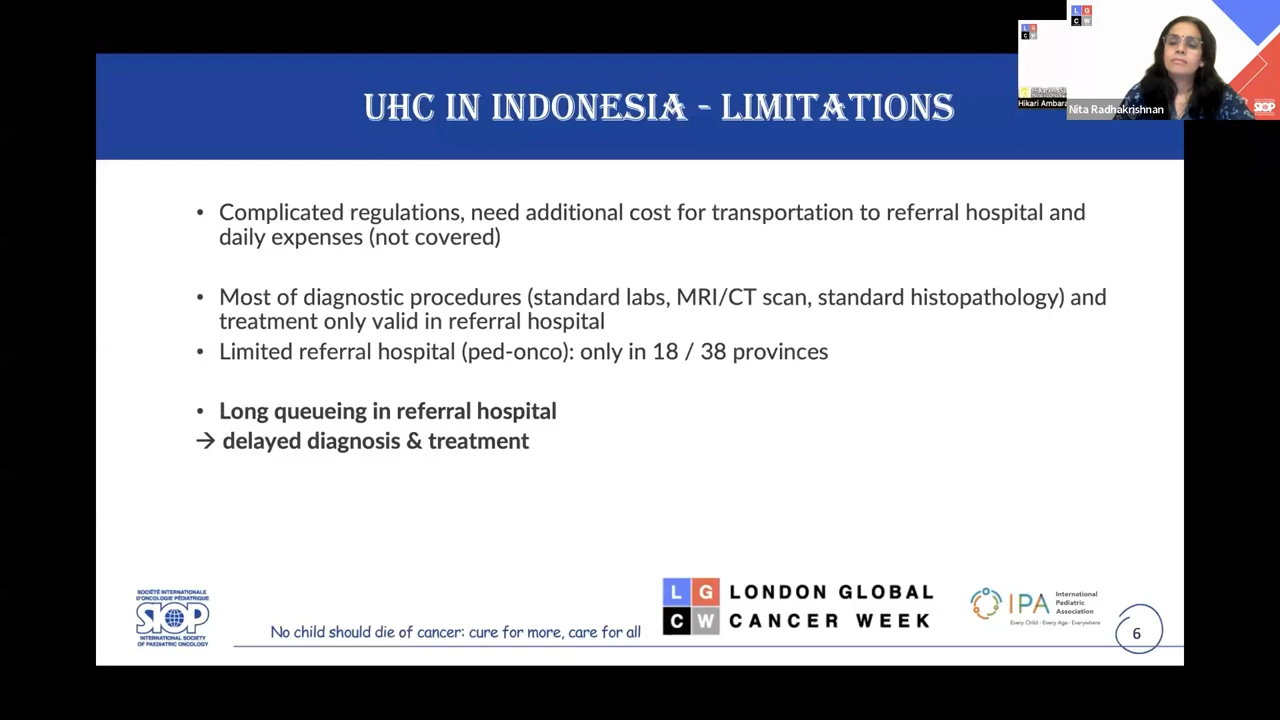 UHC IN INDONESIA - LIMITATIONS
L G
C W
L G
C W
Hikari Ambara
Nita Radhakrishnan
SIOP
• Complicated regulations, need additional cost for transportation to referral hospital and
daily expenses (not covered)
• Most of diagnostic procedures (standard labs, MRI/CT scan, standard histopathology) and
treatment only valid in referral hospital
• Limited referral hospital (ped-onco): only in 18 / 38 provinces
• Long queueing in referral hospital
→ delayed diagnosis & treatment
SOCIÉTÉ INTERNATIONALE
D'ONCOLOGIE PÉDIATRIQUE
SIOP
INTERNATIONAL SOCIETY
OF PAEDIATRIC ONCOLOGY
No child should die of cancer: cure for more, care for all
L G
C W
LONDON GLOBAL
CANCER WEEK
IPA
International
Pediatric
Association
Every Child · Every Age · Everywhere
6